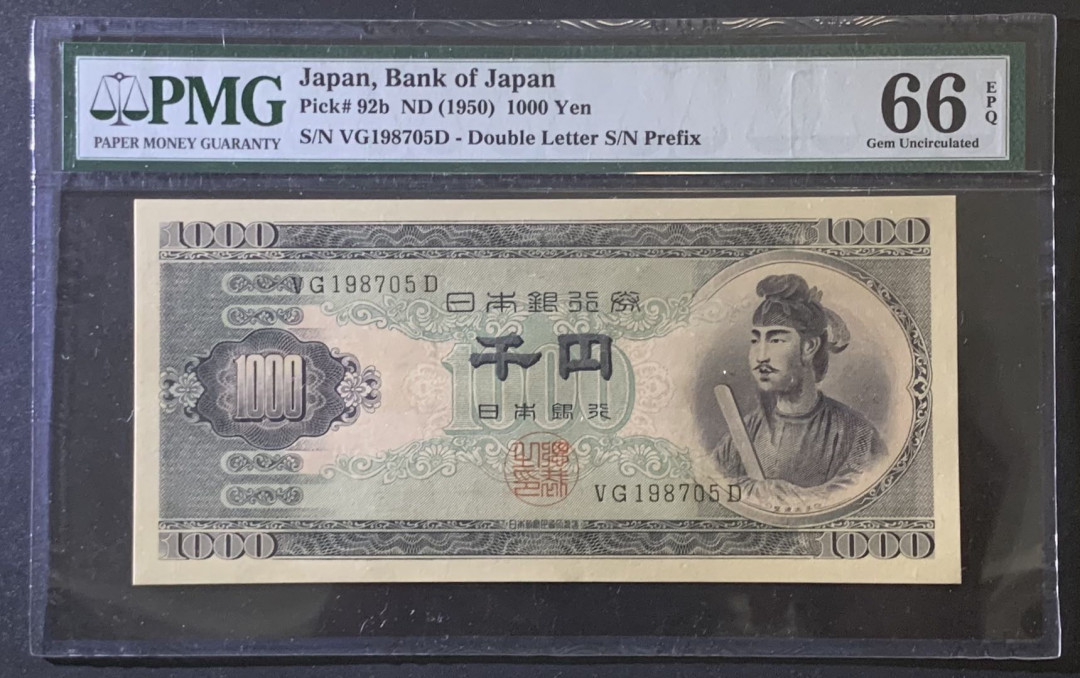 PMG
PAPER MONEY GUARANTY
Japan, Bank of Japan
Pick# 92b ND (1950) 1000 Yen
S/N VG198705D - Double Letter S/N Prefix
66
EPQ
Gem Uncirculated
1000 1000
VG198705D
日本銀行券
1000
千円
1000
日本銀行
VG198705D
1000 1000